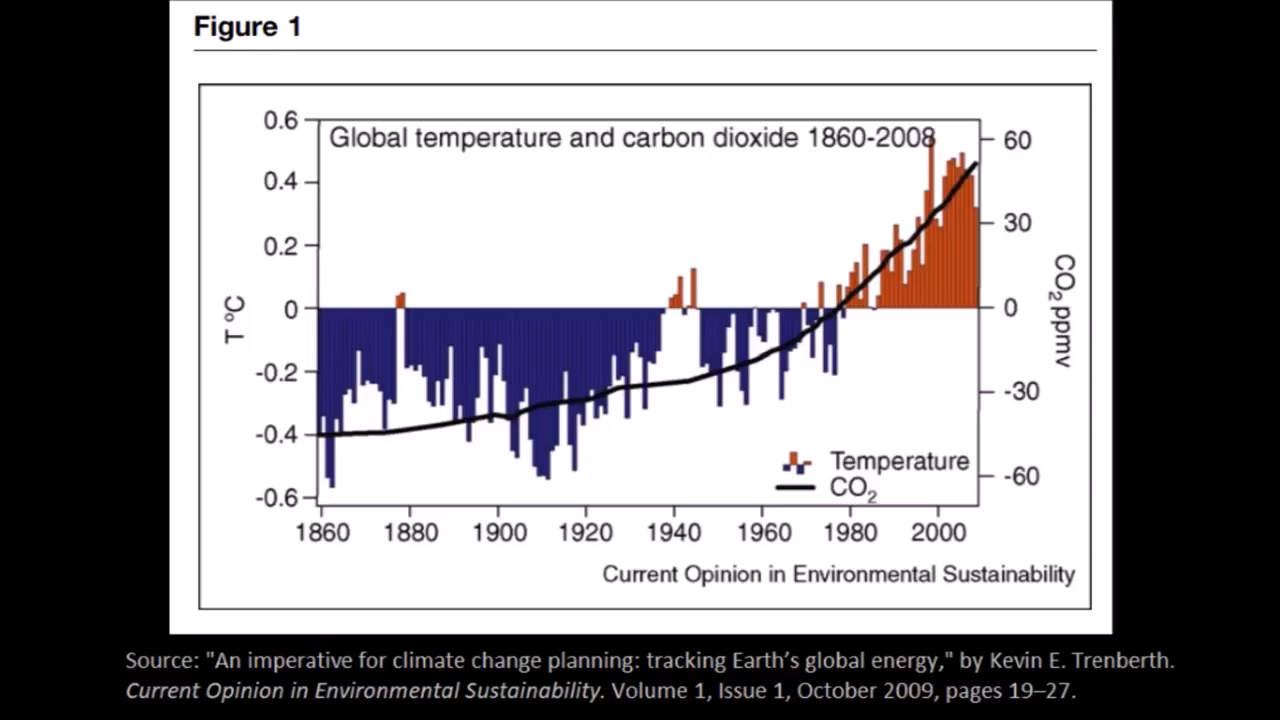 Figure 1
Global temperature and carbon dioxide 1860-2008
0.6
0.4
0.2
0
-0.2
-0.4
-0.6
T °C
60
30
0
-30
-60
CO2 ppmv
Temperature
CO2
1860 1880 1900 1920 1940 1960 1980 2000
Current Opinion in Environmental Sustainability
Source: "An imperative for climate change planning: tracking Earth’s global energy," by Kevin E. Trenberth.
Current Opinion in Environmental Sustainability. Volume 1, Issue 1, October 2009, pages 19–27.